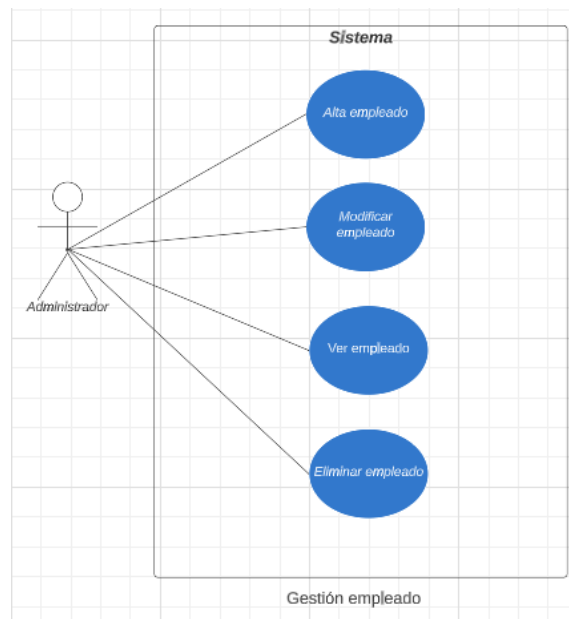 Sistema
Alta empleado
Modificar
empleado
Ver empleado
Administrador
Eliminar empleado
Gestión empleado